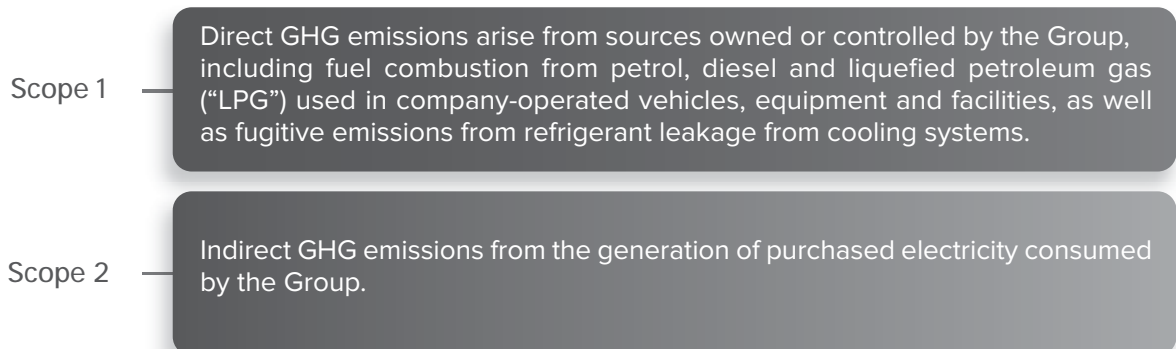 Scope 1
Direct GHG emissions arise from sources owned or controlled by the Group,
including fuel combustion from petrol, diesel and liquefied petroleum gas
(“LPG”) used in company-operated vehicles, equipment and facilities, as well
as fugitive emissions from refrigerant leakage from cooling systems.
Scope 2
Indirect GHG emissions from the generation of purchased electricity consumed
by the Group.